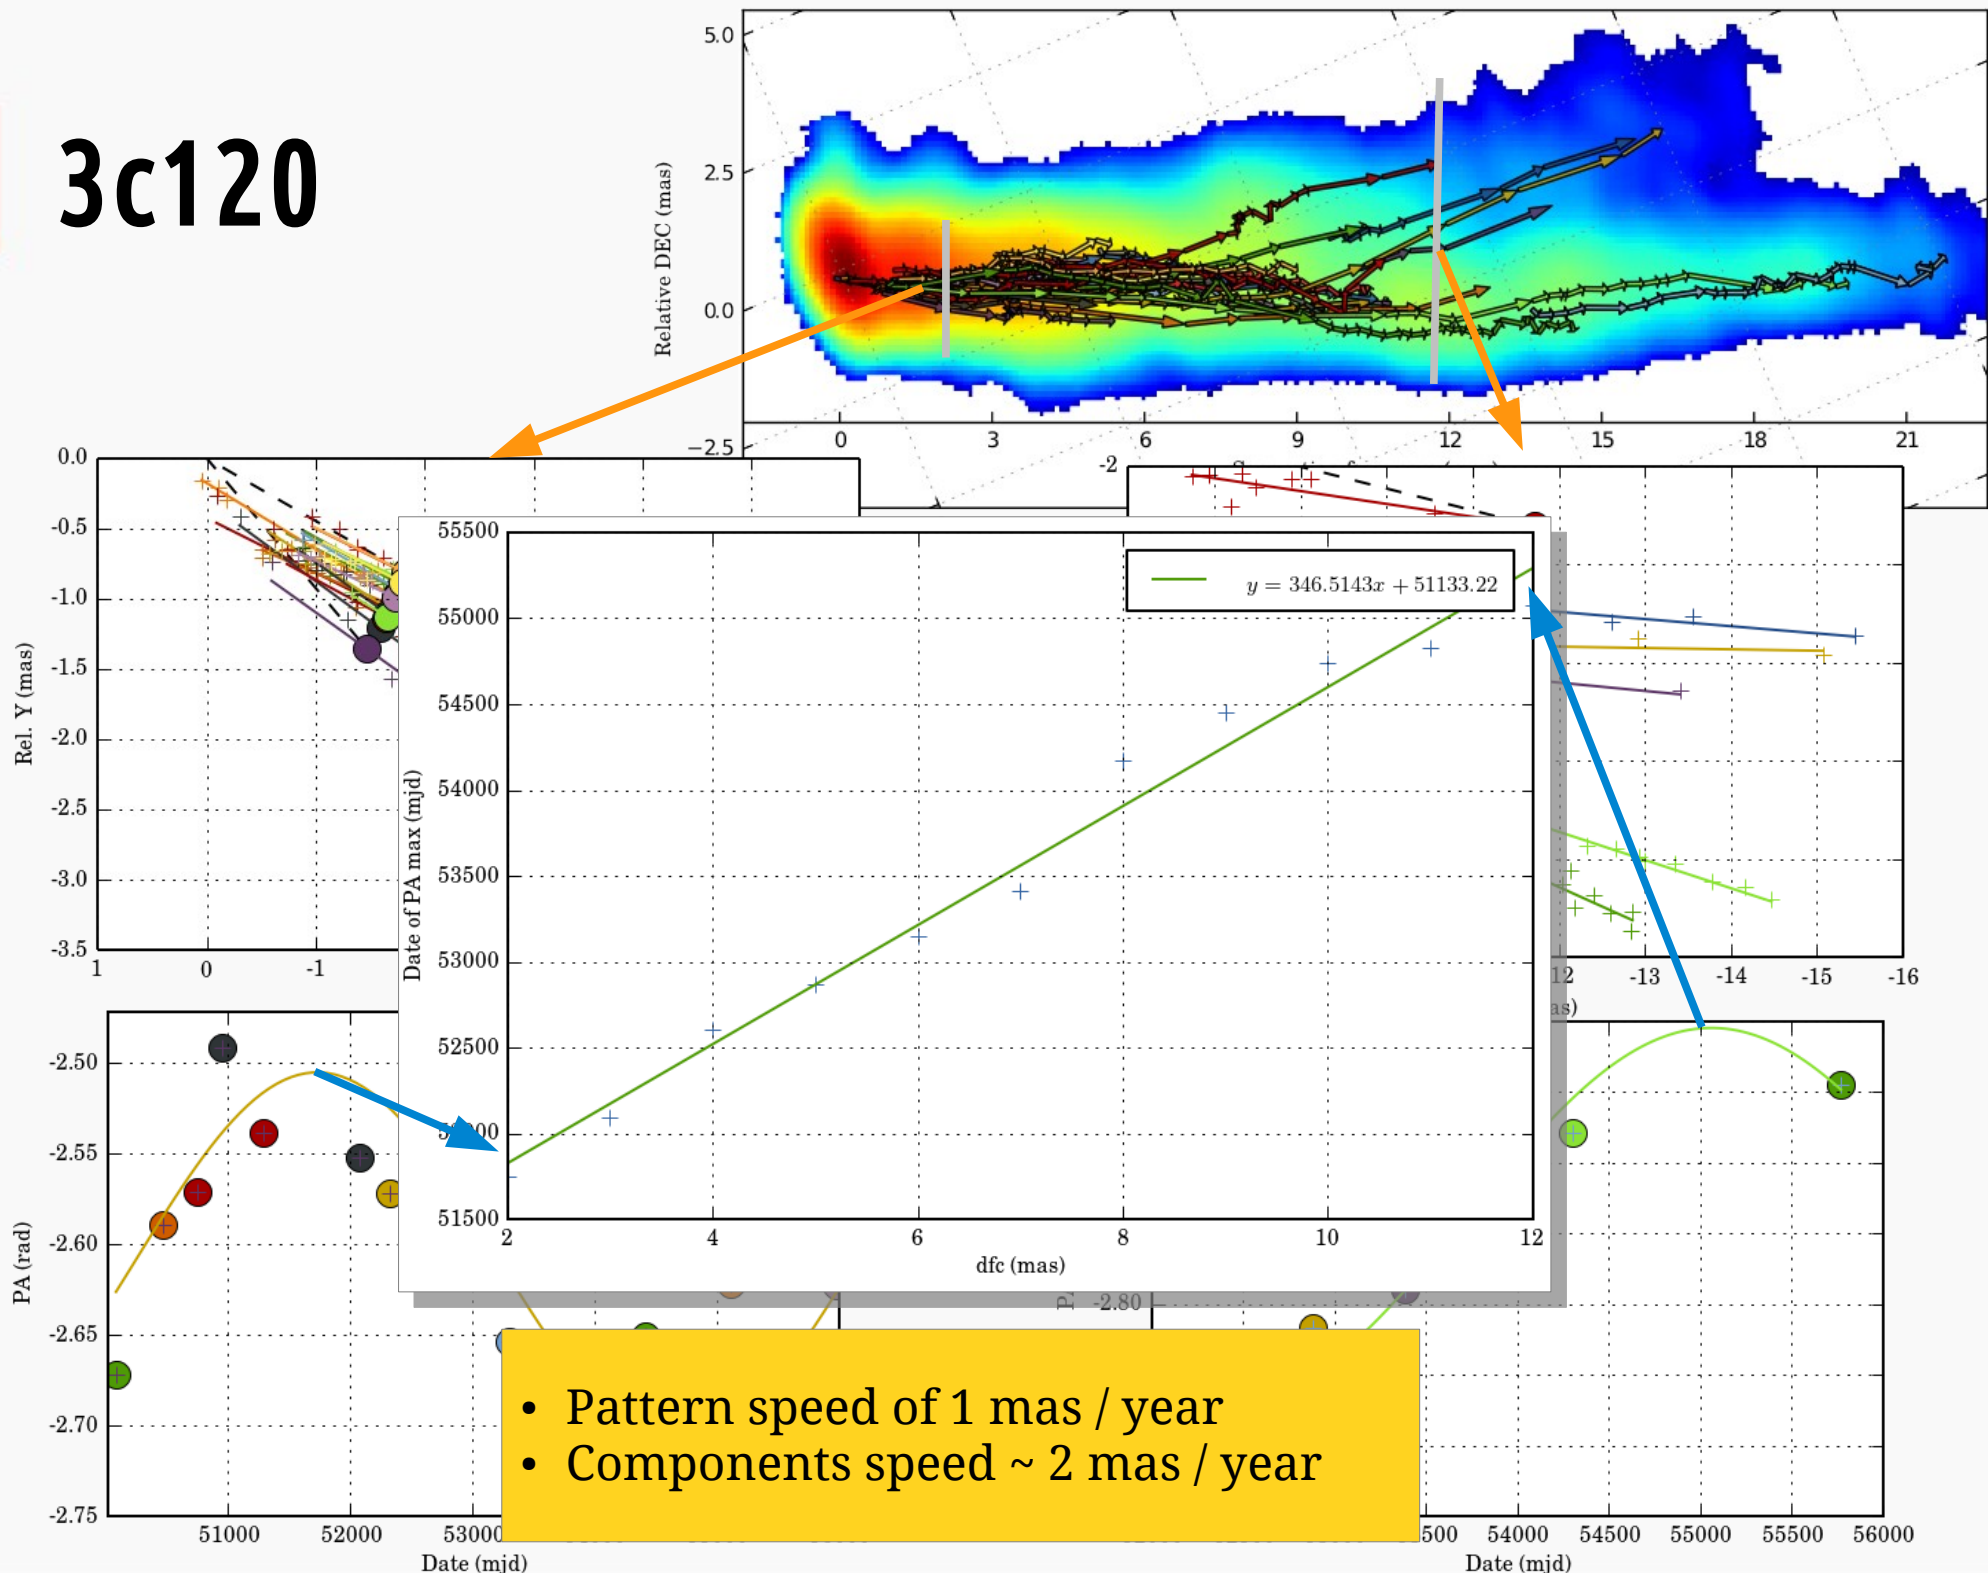 3c120
5.0
2.5
0.0
−2.5
Relative DEC (mas)
0 3 6 9 12 15 18 21
0.0
-0.5
-1.0
-1.5
-2.0
-2.5
-3.0
-3.5
Rel. Y (mas)
1 0 -1
-2
12 -13 -14 -15 -16
as)
55500
55000
54500
54000
53500
53000
52500
51500
Date of PA max (mjd)
y = 346.5143x + 51133.22
2 4 6 8 10 12
dfc (mas)
-2.50
-2.55
-2.60
-2.65
-2.70
-2.75
PA (rad)
51000 52000 53000
Date (mjd)
-2.80
500 54000 54500 55000 55500 56000
Date (mjd)
• Pattern speed of 1 mas / year
• Components speed ~ 2 mas / year